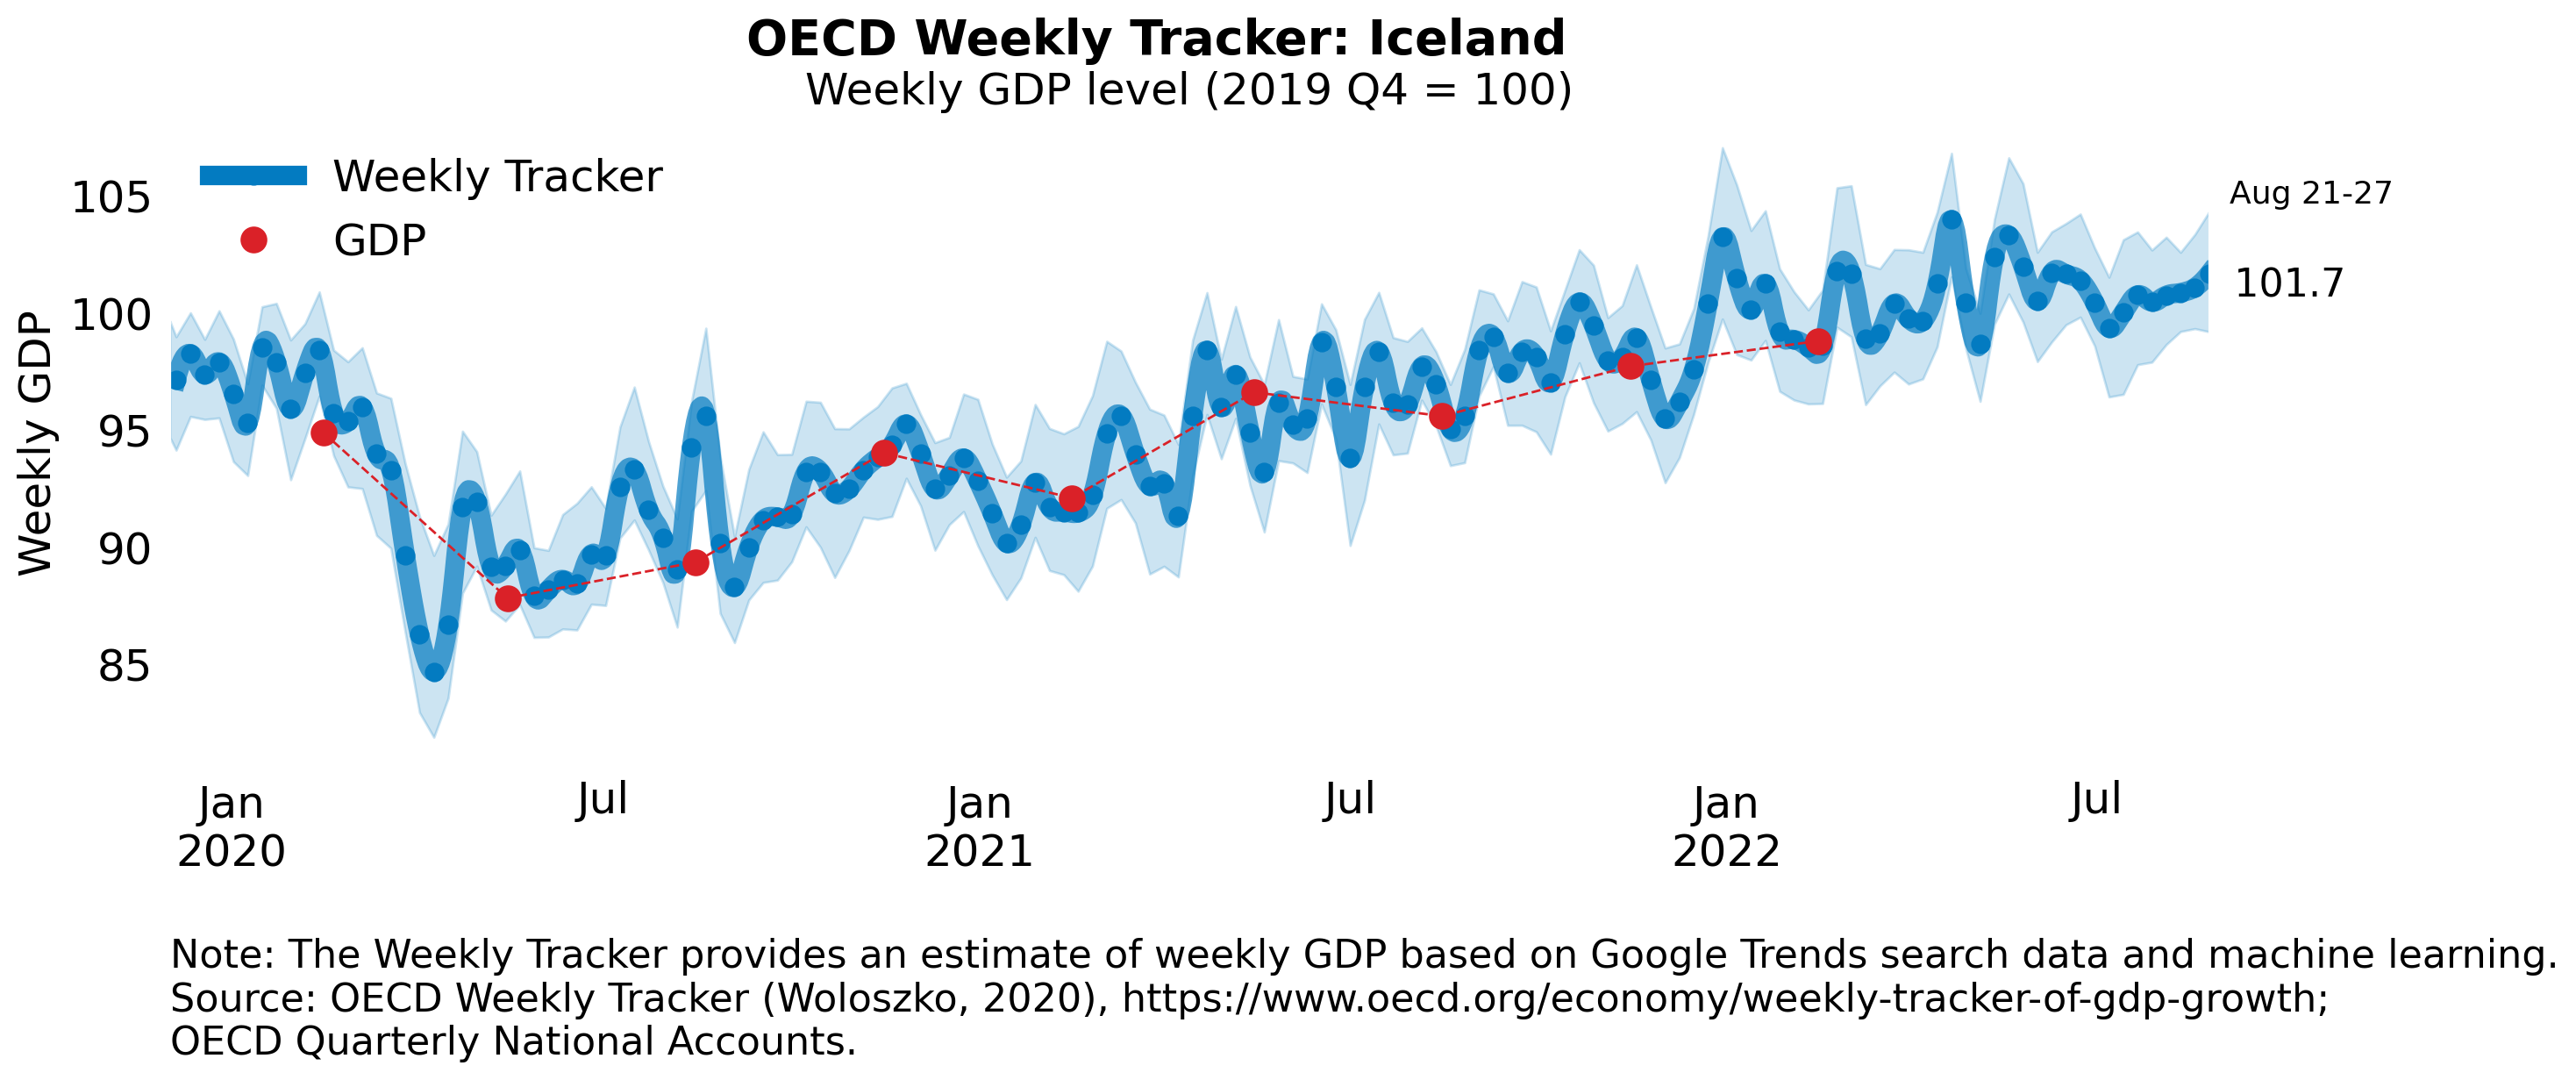 OECD Weekly Tracker: Iceland
Weekly GDP level (2019 Q4 = 100)
Weekly Tracker
GDP
Weekly GDP
105
100
95
90
85
Aug 21-27
101.7
Jan
2020
Jul
Jan
2021
Jul
Jan
2022
Jul
Note: The Weekly Tracker provides an estimate of weekly GDP based on Google Trends search data and machine learning.
Source: OECD Weekly Tracker (Woloszko, 2020), https://www.oecd.org/economy/weekly-tracker-of-gdp-growth;
OECD Quarterly National Accounts.